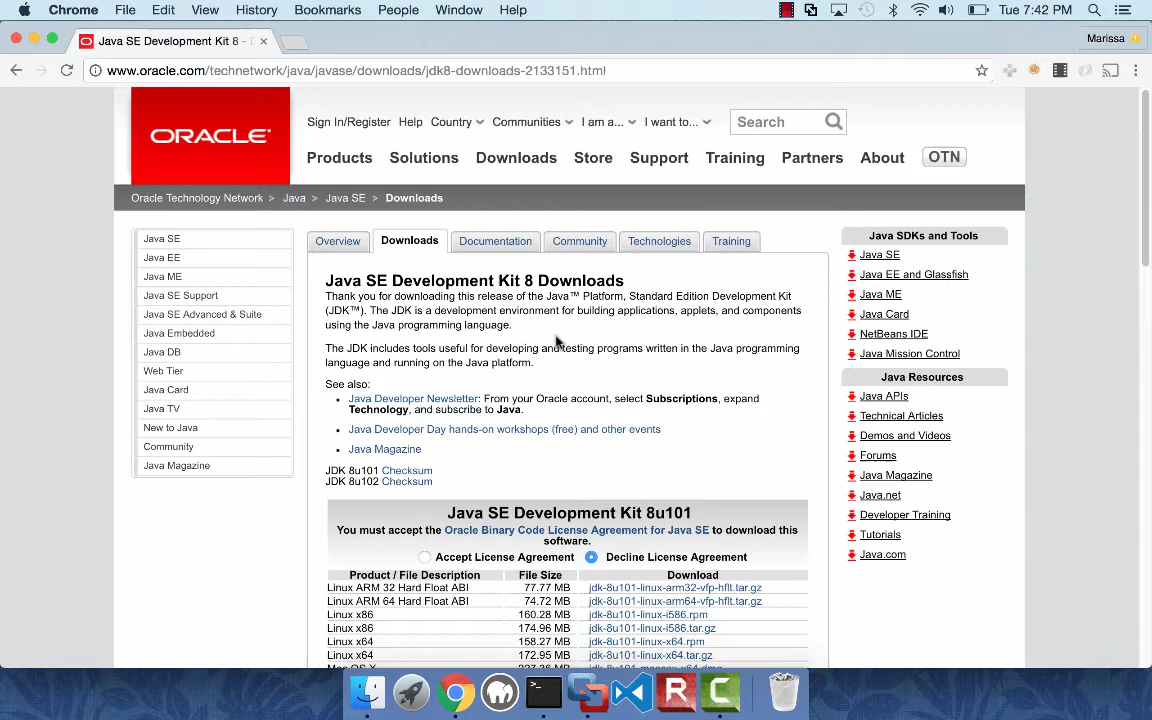 Chrome File Edit View History Bookmarks People Window Help Tue 7:42 PM
Java SE Development Kit 8 - Marissa
www.oracle.com/technetwork/java/javase/downloads/jdk8-downloads-2133151.html
ORACLE
Sign In/Register Help Country Communities I am a... I want to... Search
Products Solutions Downloads Store Support Training Partners About OTN
Oracle Technology Network > Java > Java SE > Downloads
Java SE
Java EE
Java ME
Java SE Support
Java SE Advanced & Suite
Java Embedded
Java DB
Web Tier
Java Card
Java TV
New to Java
Community
Java Magazine
Overview Downloads Documentation Community Technologies Training
Java SE Development Kit 8 Downloads
Thank you for downloading this release of the Java™ Platform, Standard Edition Development Kit
(JDK™). The JDK is a development environment for building applications, applets, and components
using the Java programming language.
The JDK includes tools useful for developing and testing programs written in the Java programming
language and running on the Java platform.
See also:
Java Developer Newsletter: From your Oracle account, select Subscriptions, expand
Technology, and subscribe to Java.
Java Developer Day hands-on workshops (free) and other events
Java Magazine
JDK 8u101 Checksum
JDK 8u102 Checksum
Java SE Development Kit 8u101
You must accept the Oracle Binary Code License Agreement for Java SE to download this
software.
Accept License Agreement Decline License Agreement
Product / File Description File Size Download
Linux ARM 32 Hard Float ABI 77.77 MB jdk-8u101-linux-arm32-vfp-hflt.tar.gz
Linux ARM 64 Hard Float ABI 74.72 MB jdk-8u101-linux-arm64-vfp-hflt.tar.gz
Linux x86 160.28 MB jdk-8u101-linux-i586.rpm
Linux x86 174.96 MB jdk-8u101-linux-i586.tar.gz
Linux x64 158.27 MB jdk-8u101-linux-x64.rpm
Linux x64 172.95 MB jdk-8u101-linux-x64.tar.gz
Mac OS X 227.36 MB jdk-8u101-macosx-x64.dmg
Java SDKs and Tools
Java SE
Java EE and Glassfish
Java ME
Java Card
NetBeans IDE
Java Mission Control
Java Resources
Java APIs
Technical Articles
Demos and Videos
Forums
Java Magazine
Java.net
Developer Training
Tutorials
Java.com
>_ R C